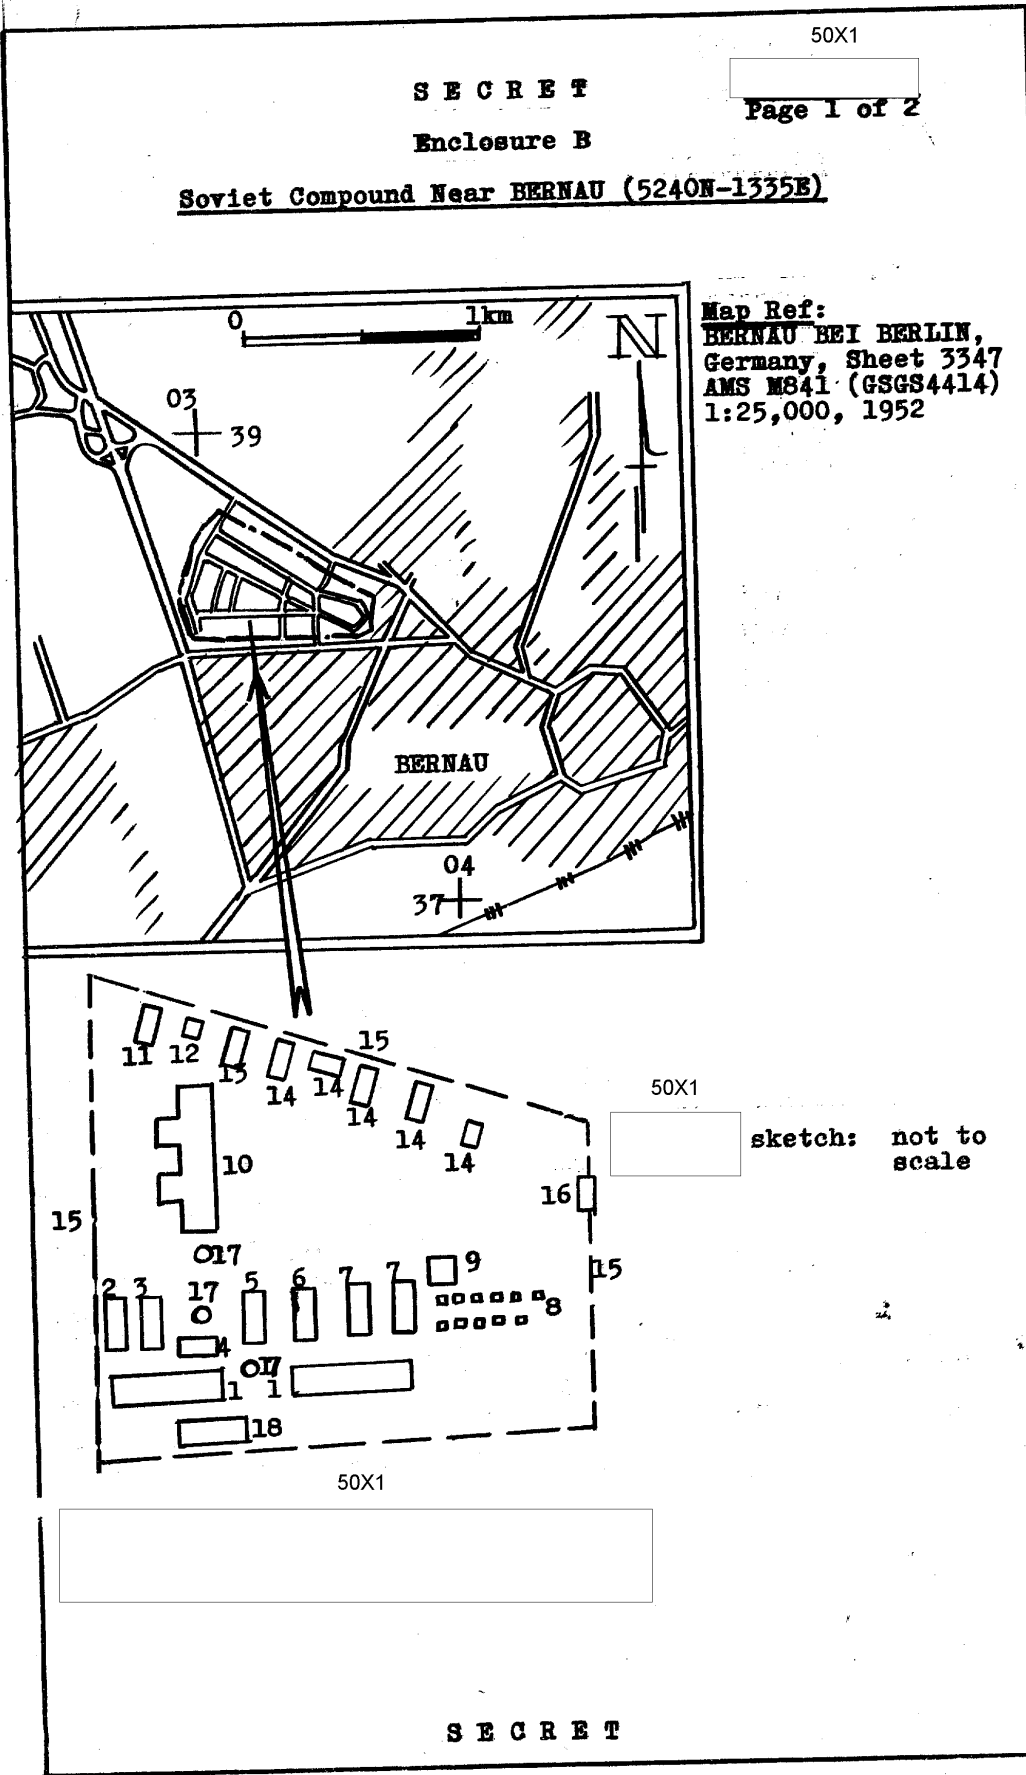 50X1
S E C R E T
Page 1 of 2
Enclosure B
Soviet Compound Near BERNAU (5240N-1335E)
Map Ref:
BERNAU BEI BERLIN,
Germany, Sheet 3347
AMS M841 (GSGS4414)
1:25,000, 1952
0 1km
N
03
39
BERNAU
04
37
15
11 12 13
14 14
14
14
14
50X1
sketch: not to
scale
10
16
15
17
9
15
2 3 17 5 6 7 7
8
4
17
1 1
18
50X1
S E C R E T